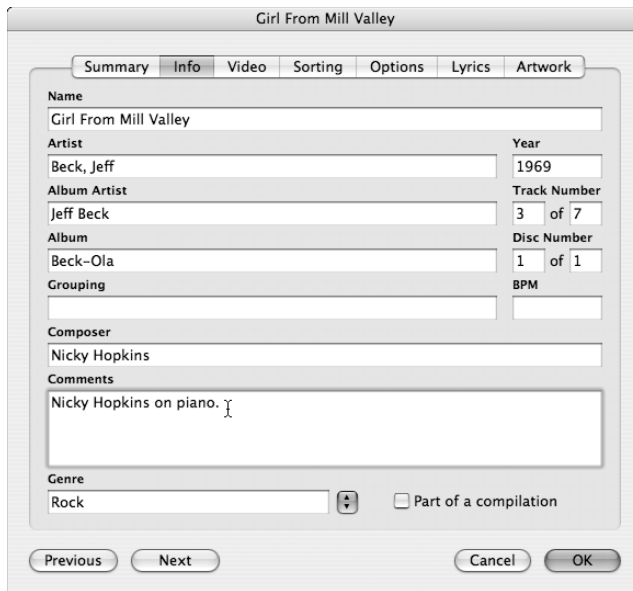 Girl From Mill Valley
Summary Info Video Sorting Options Lyrics Artwork
Name
Girl From Mill Valley
Artist Year
Beck, Jeff 1969
Album Artist Track Number
Jeff Beck 3 of 7
Album Disc Number
Beck-Ola 1 of 1
Grouping BPM
Composer
Nicky Hopkins
Comments
Nicky Hopkins on piano.
Genre
Rock Part of a compilation
Previous Next Cancel OK